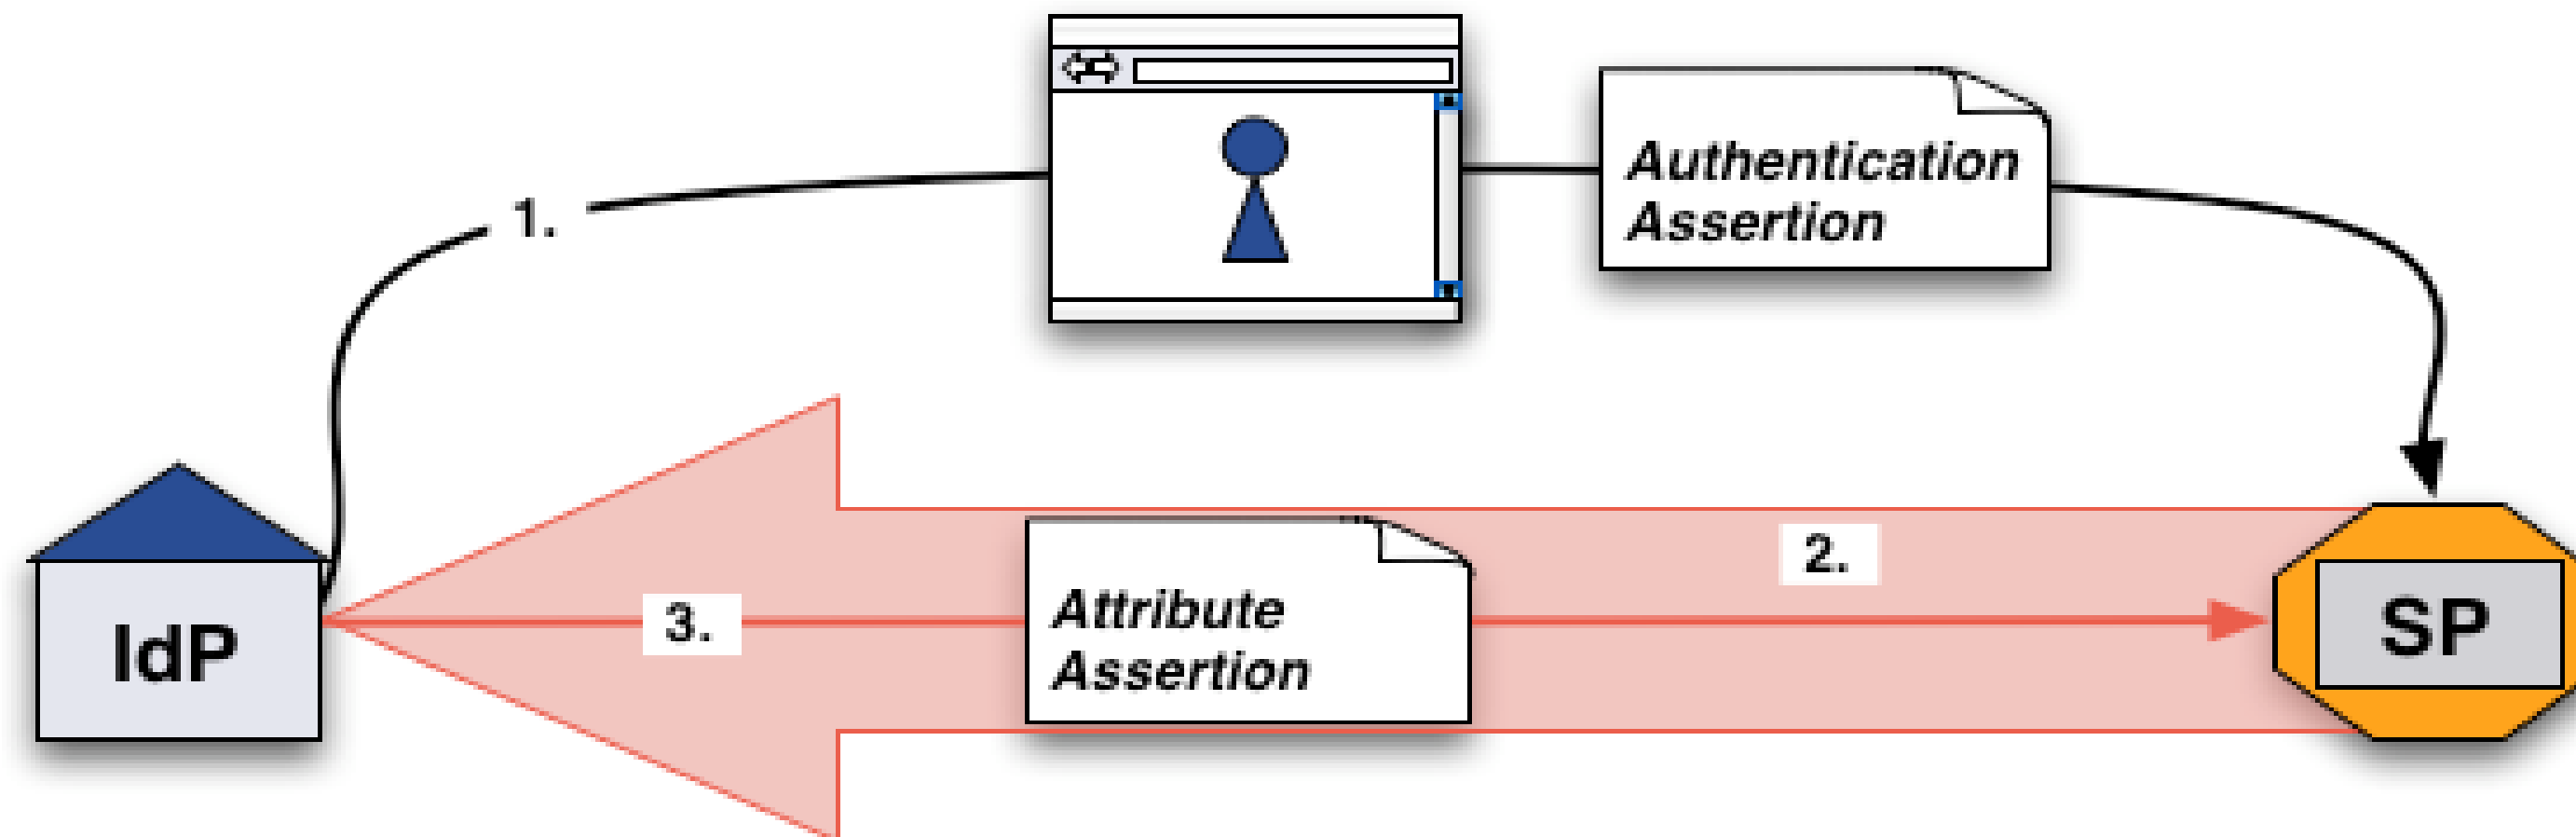 1.
Authentication
Assertion
2.
3.
Attribute
Assertion
IdP
SP